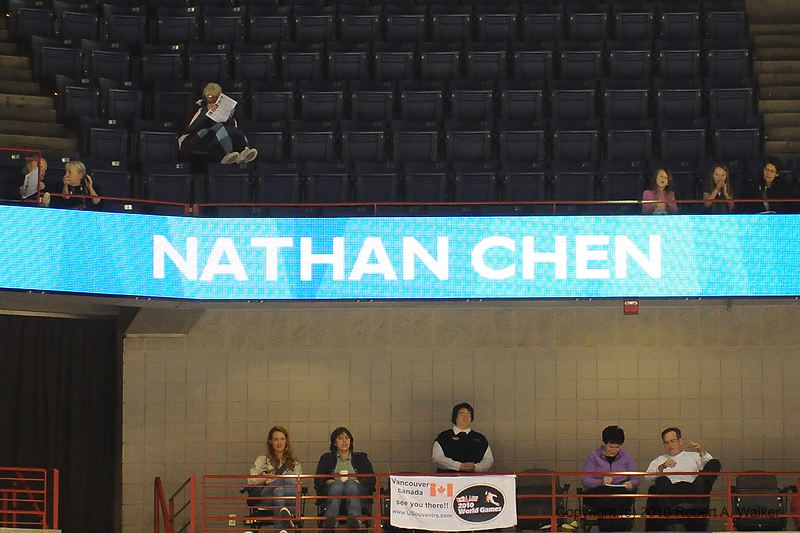 NATHAN CHEN
Vancouver
canada
see you there!!
www.USouvenirs.com
2010
World Games
Copyright (c) 2010 Robert A. Walker